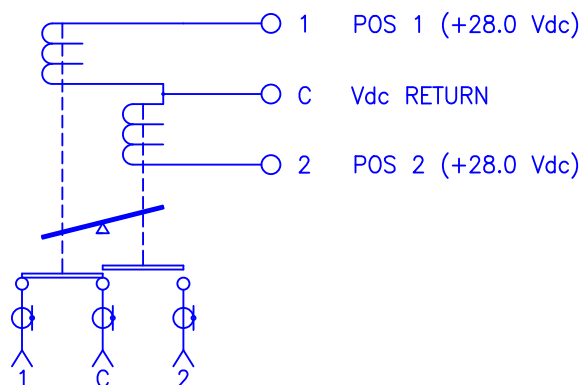 1 POS 1 (+28.0 Vdc)
C Vdc RETURN
2 POS 2 (+28.0 Vdc)
1 C 2